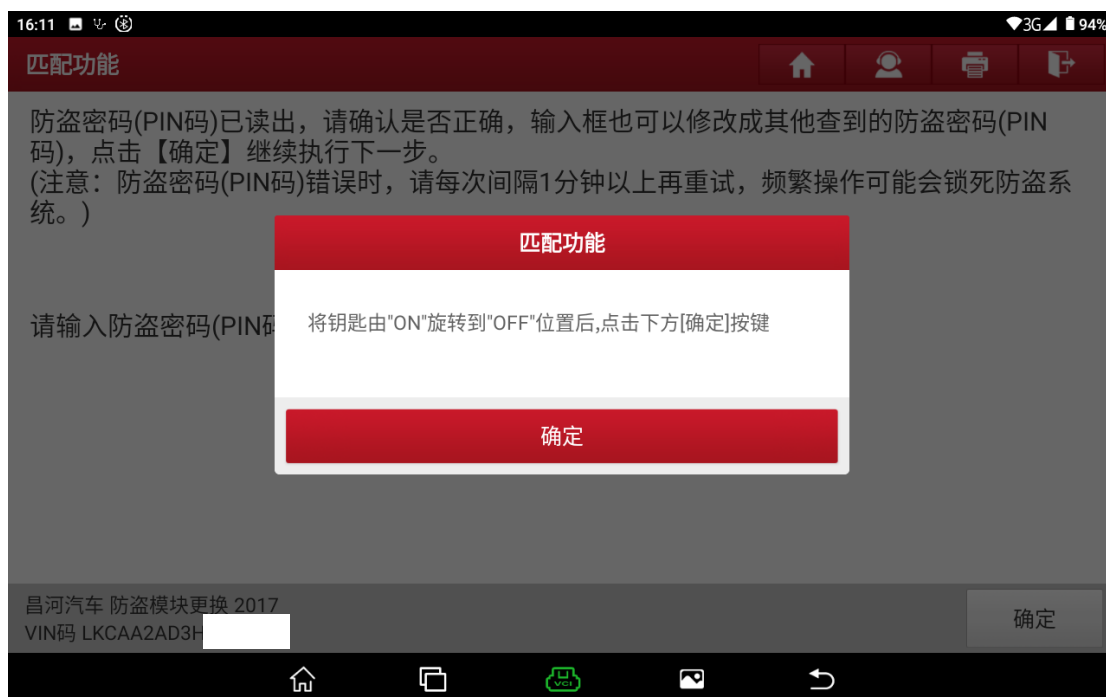 16:11
3G
94%
匹配功能
防盗密码(PIN码)已读出，请确认是否正确，输入框也可以修改成其他查到的防盗密码(PIN
码)，点击【确定】继续执行下一步。
(注意：防盗密码(PIN码)错误时，请每次间隔1分钟以上再重试，频繁操作可能会锁死防盗系
统。)
匹配功能
请输入防盗密码(PIN
将钥匙由"ON"旋转到"OFF"位置后,点击下方[确定]按键
确定
昌河汽车 防盗模块更换 2017
VIN码 LKCAA2AD3H
确定
VCI